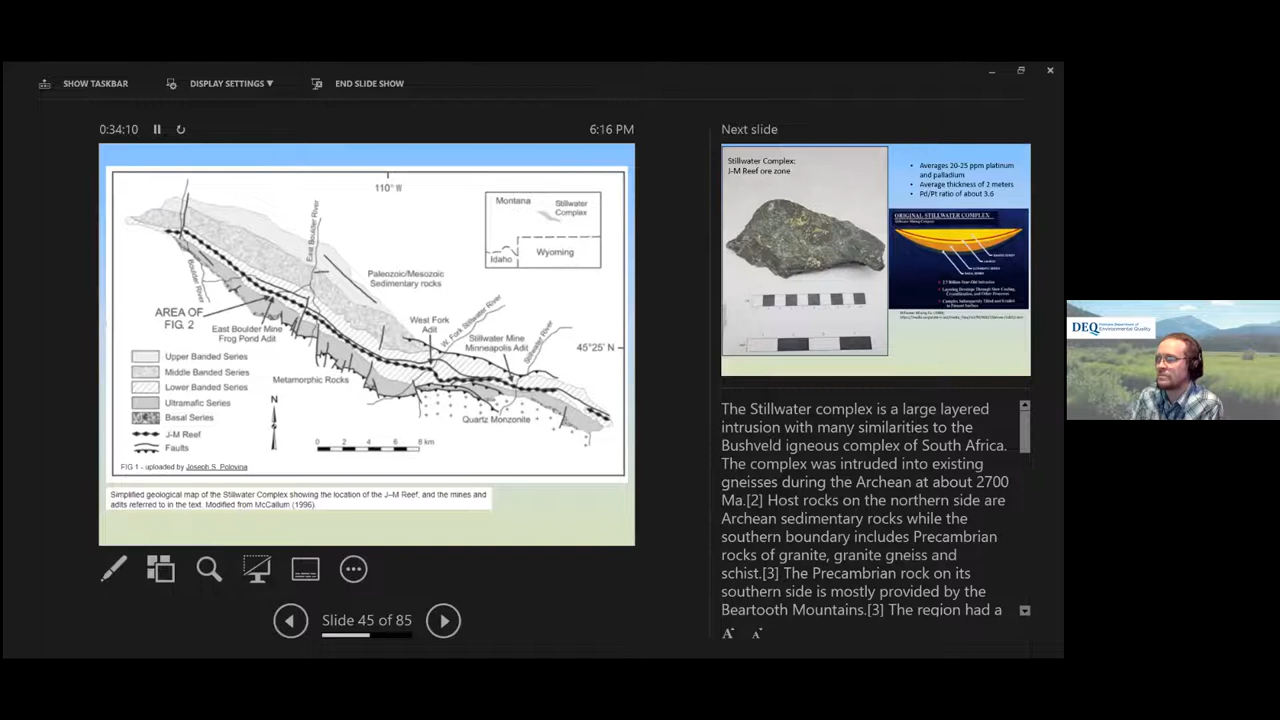 SHOW TASKBAR
DISPLAY SETTINGS ▼
END SLIDE SHOW
0:34:10
6:16 PM
110° W
Montana
Stillwater
Complex
Idaho
Wyoming
East Boulder River
Boulder River
Paleozoic/Mesozoic
Sedimentary rocks
AREA OF
FIG. 2
East Boulder Mine
Frog Pond Adit
West Fork
Adit
W. Fork Stillwater River
Stillwater Mine
Minneapolis Adit
Stillwater River
45°25' N
Metamorphic Rocks
Quartz Monzonite
Upper Banded Series
Middle Banded Series
Lower Banded Series
Ultramafic Series
Basal Series
J-M Reef
Faults
N
0 2 4 6 8 km
FIG 1 - uploaded by Joseph S. Polovina
Simplified geological map of the Stillwater Complex showing the location of the J–M Reef, and the mines and
adits referred to in the text. Modified from McCallum (1996).
Slide 45 of 85
Next slide
Stillwater Complex:
J-M Reef ore zone
• Averages 20-25 ppm platinum
and palladium
• Average thickness of 2 meters
• Pd/Pt ratio of about 3.6
ORIGINAL STILLWATER COMPLEX
The Stillwater complex is a large layered
intrusion with many similarities to the
Bushveld igneous complex of South Africa.
The complex was intruded into existing
gneisses during the Archean at about 2700
Ma.[2] Host rocks on the northern side are
Archean sedimentary rocks while the
southern boundary includes Precambrian
rocks of granite, granite gneiss and
schist.[3] The Precambrian rock on its
southern side is mostly provided by the
Beartooth Mountains.[3] The region had a
A A
DEQ